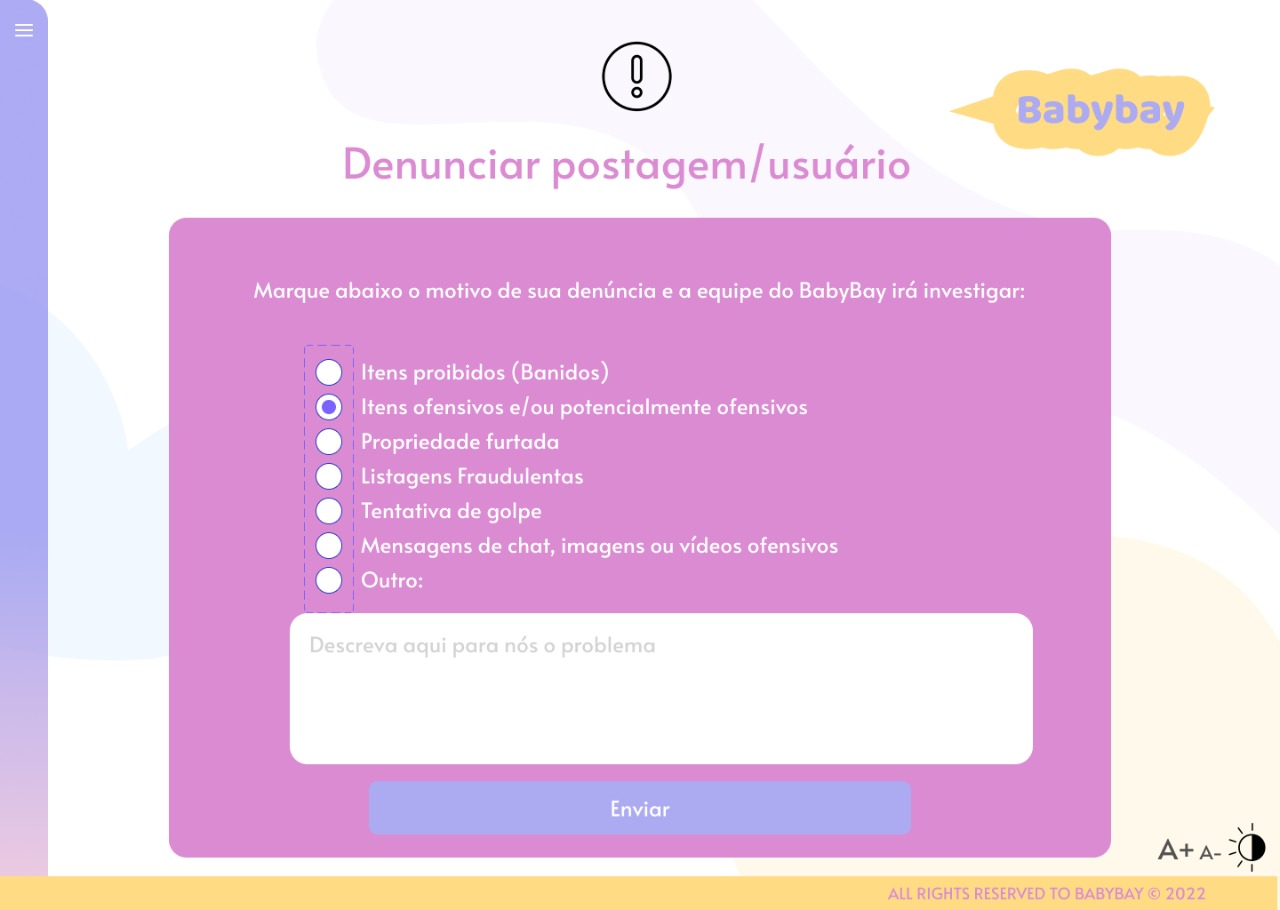 Babybay
Denunciar postagem/usuário
Marque abaixo o motivo de sua denúncia e a equipe do BabyBay irá investigar:
Itens proibidos (Banidos)
Itens ofensivos e/ou potencialmente ofensivos
Propriedade furtada
Listagens Fraudulentas
Tentativa de golpe
Mensagens de chat, imagens ou vídeos ofensivos
Outro:
Descreva aqui para nós o problema
Enviar
A+ A-
ALL RIGHTS RESERVED TO BABYBAY © 2022